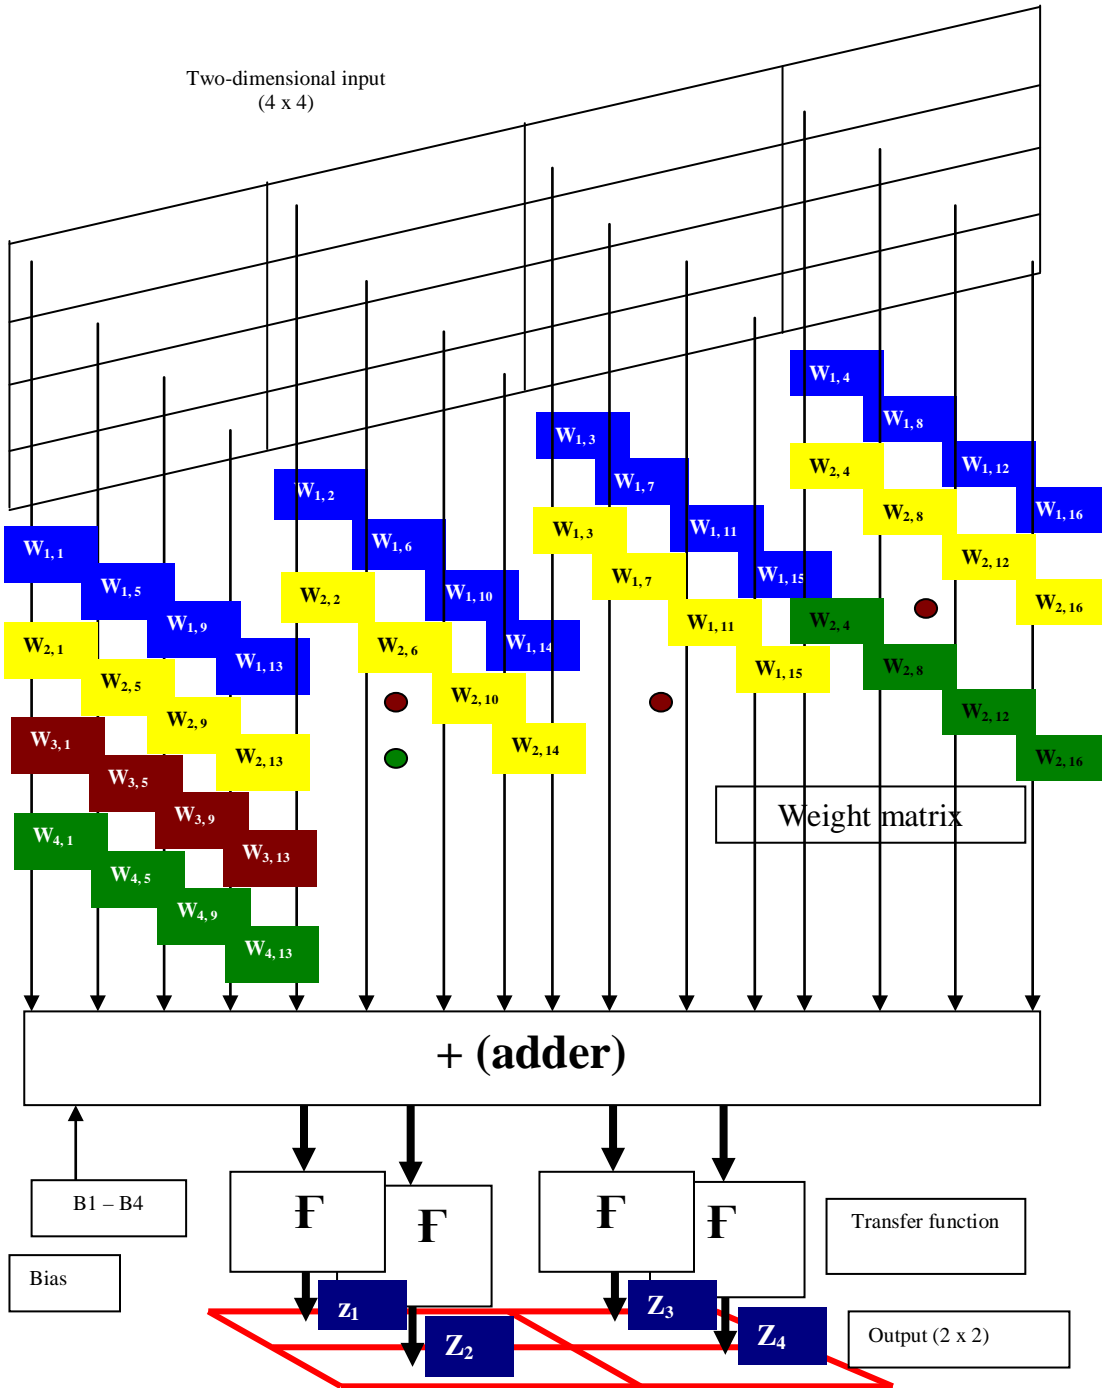 Two-dimensional input
(4 x 4)
W1, 4
W1, 8
W1, 12
W1, 16
W2, 4
W2, 8
W2, 12
W2, 16
W2, 4
W2, 8
W2, 12
W2, 16
W1, 3
W1, 7
W1, 11
W1, 15
W1, 3
W1, 7
W1, 11
W1, 15
W1, 2
W1, 6
W1, 10
W1, 14
W2, 2
W2, 6
W2, 10
W2, 14
W1, 1
W1, 5
W1, 9
W1, 13
W2, 1
W2, 5
W2, 9
W2, 13
W3, 1
W3, 5
W3, 9
W3, 13
W4, 1
W4, 5
W4, 9
W4, 13
Weight matrix
+ (adder)
B1 – B4
Bias
F
F
F
F
Transfer function
z1
Z2
Z3
Z4
Output (2 x 2)